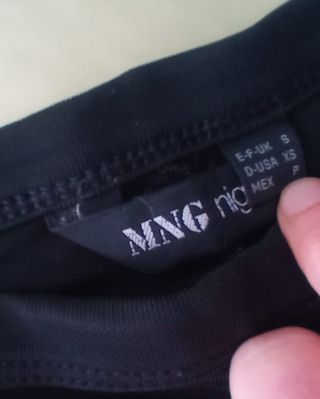 MNG nig
E-F-UK S
D-USA XS
MEX P